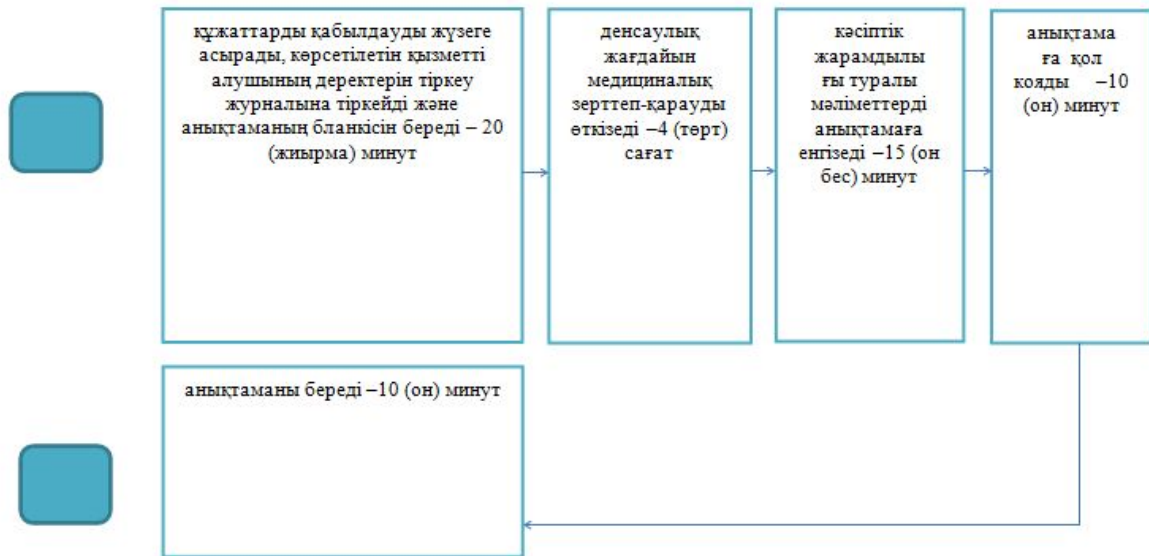 құжаттарды қабылдауды жүзеге
асырады, көрсетілетін қызметті
алушының деректерін тіркеу
журналына тіркейді және
анықтаманың бланкісін береді – 20
(жиырма) минут
денсаулық
жағдайын
медициналық
зерттеп-қарауды
өткізеді –4 (төрт)
сағат
кәсіптік
жарамдылы
ғы туралы
мәліметтерді
анықтамаға
енгізеді –15 (он
бес) минут
анықтама
ға қол
кояды –10
(он) минут
анықтаманы береді –10 (он) минут